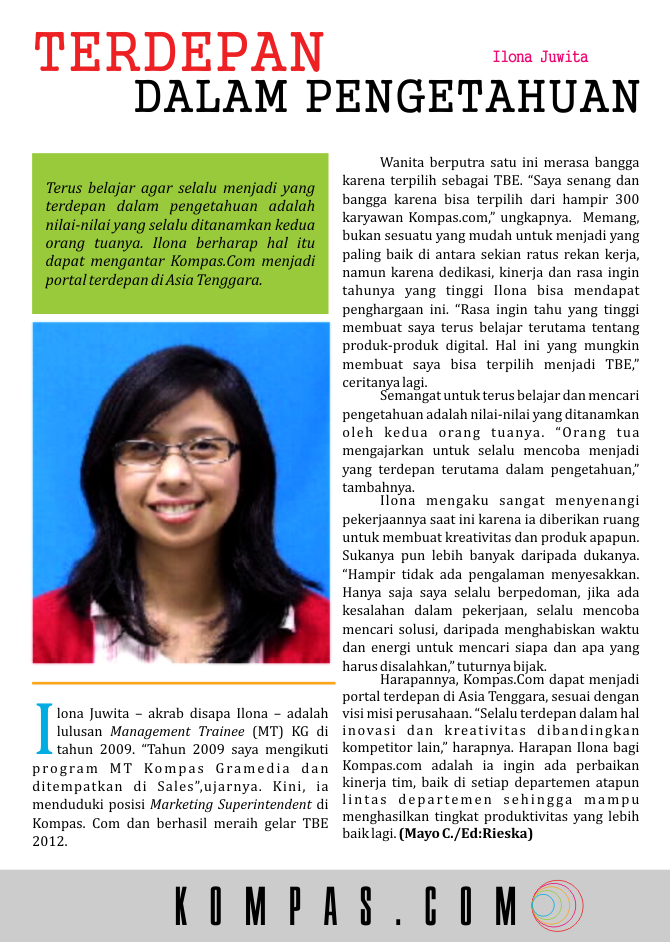 TERDEPAN
Ilona Juwita
DALAM PENGETAHUAN
Terus belajar agar selalu menjadi yang
terdepan dalam pengetahuan adalah
nilai-nilai yang selalu ditanamkan kedua
orang tuanya. Ilona berharap hal itu
dapat mengantar Kompas.Com menjadi
portal terdepan di Asia Tenggara.
Ilona Juwita – akrab disapa Ilona – adalah
lulusan Management Trainee (MT) KG di
tahun 2009. “Tahun 2009 saya mengikuti
program MT Kompas Gramedia dan
ditempatkan di Sales”,ujarnya. Kini, ia
menduduki posisi Marketing Superintendent di
Kompas. Com dan berhasil meraih gelar TBE
2012.
Wanita berputra satu ini merasa bangga
karena terpilih sebagai TBE. “Saya senang dan
bangga karena bisa terpilih dari hampir 300
karyawan Kompas.com,” ungkapnya. Memang,
bukan sesuatu yang mudah untuk menjadi yang
paling baik di antara sekian ratus rekan kerja,
namun karena dedikasi, kinerja dan rasa ingin
tahunya yang tinggi Ilona bisa mendapat
penghargaan ini. “Rasa ingin tahu yang tinggi
membuat saya terus belajar terutama tentang
produk-produk digital. Hal ini yang mungkin
membuat saya bisa terpilih menjadi TBE,”
ceritanya lagi.
Semangat untuk terus belajar dan mencari
pengetahuan adalah nilai-nilai yang ditanamkan
oleh kedua orang tuanya. “Orang tua
mengajarkan untuk selalu mencoba menjadi
yang terdepan terutama dalam pengetahuan,”
tambahnya.
Ilona mengaku sangat menyenangi
pekerjaannya saat ini karena ia diberikan ruang
untuk membuat kreativitas dan produk apapun.
Sukanya pun lebih banyak daripada dukanya.
“Hampir tidak ada pengalaman menyesakkan.
Hanya saja saya selalu berpedoman, jika ada
kesalahan dalam pekerjaan, selalu mencoba
mencari solusi, daripada menghabiskan waktu
dan energi untuk mencari siapa dan apa yang
harus disalahkan,” tuturnya bijak.
Harapannya, Kompas.Com dapat menjadi
portal terdepan di Asia Tenggara, sesuai dengan
visi misi perusahaan. “Selalu terdepan dalam hal
inovasi dan kreativitas dibandingkan
kompetitor lain,” harapnya. Harapan Ilona bagi
Kompas.com adalah ia ingin ada perbaikan
kinerja tim, baik di setiap departemen atapun
lintas departemen sehingga mampu
menghasilkan tingkat produktivitas yang lebih
baik lagi. (Mayo C./Ed:Rieska)
KOMPAS.COM